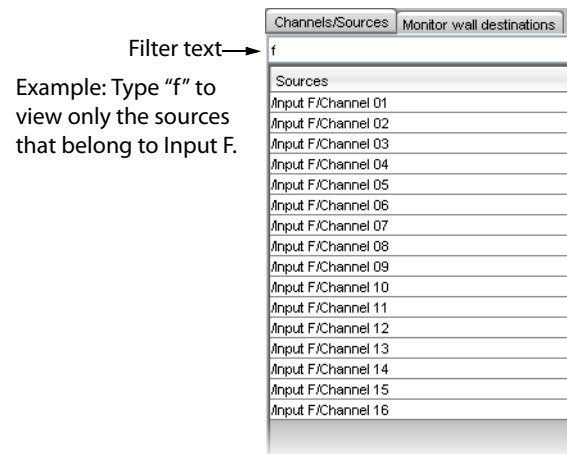 Channels/Sources Monitor wall destinations
Filter text
f
Example: Type “f” to
view only the sources
that belong to Input F.
Sources
/Input F/Channel 01
/Input F/Channel 02
/Input F/Channel 03
/Input F/Channel 04
/Input F/Channel 05
/Input F/Channel 06
/Input F/Channel 07
/Input F/Channel 08
/Input F/Channel 09
/Input F/Channel 10
/Input F/Channel 11
/Input F/Channel 12
/Input F/Channel 13
/Input F/Channel 14
/Input F/Channel 15
/Input F/Channel 16